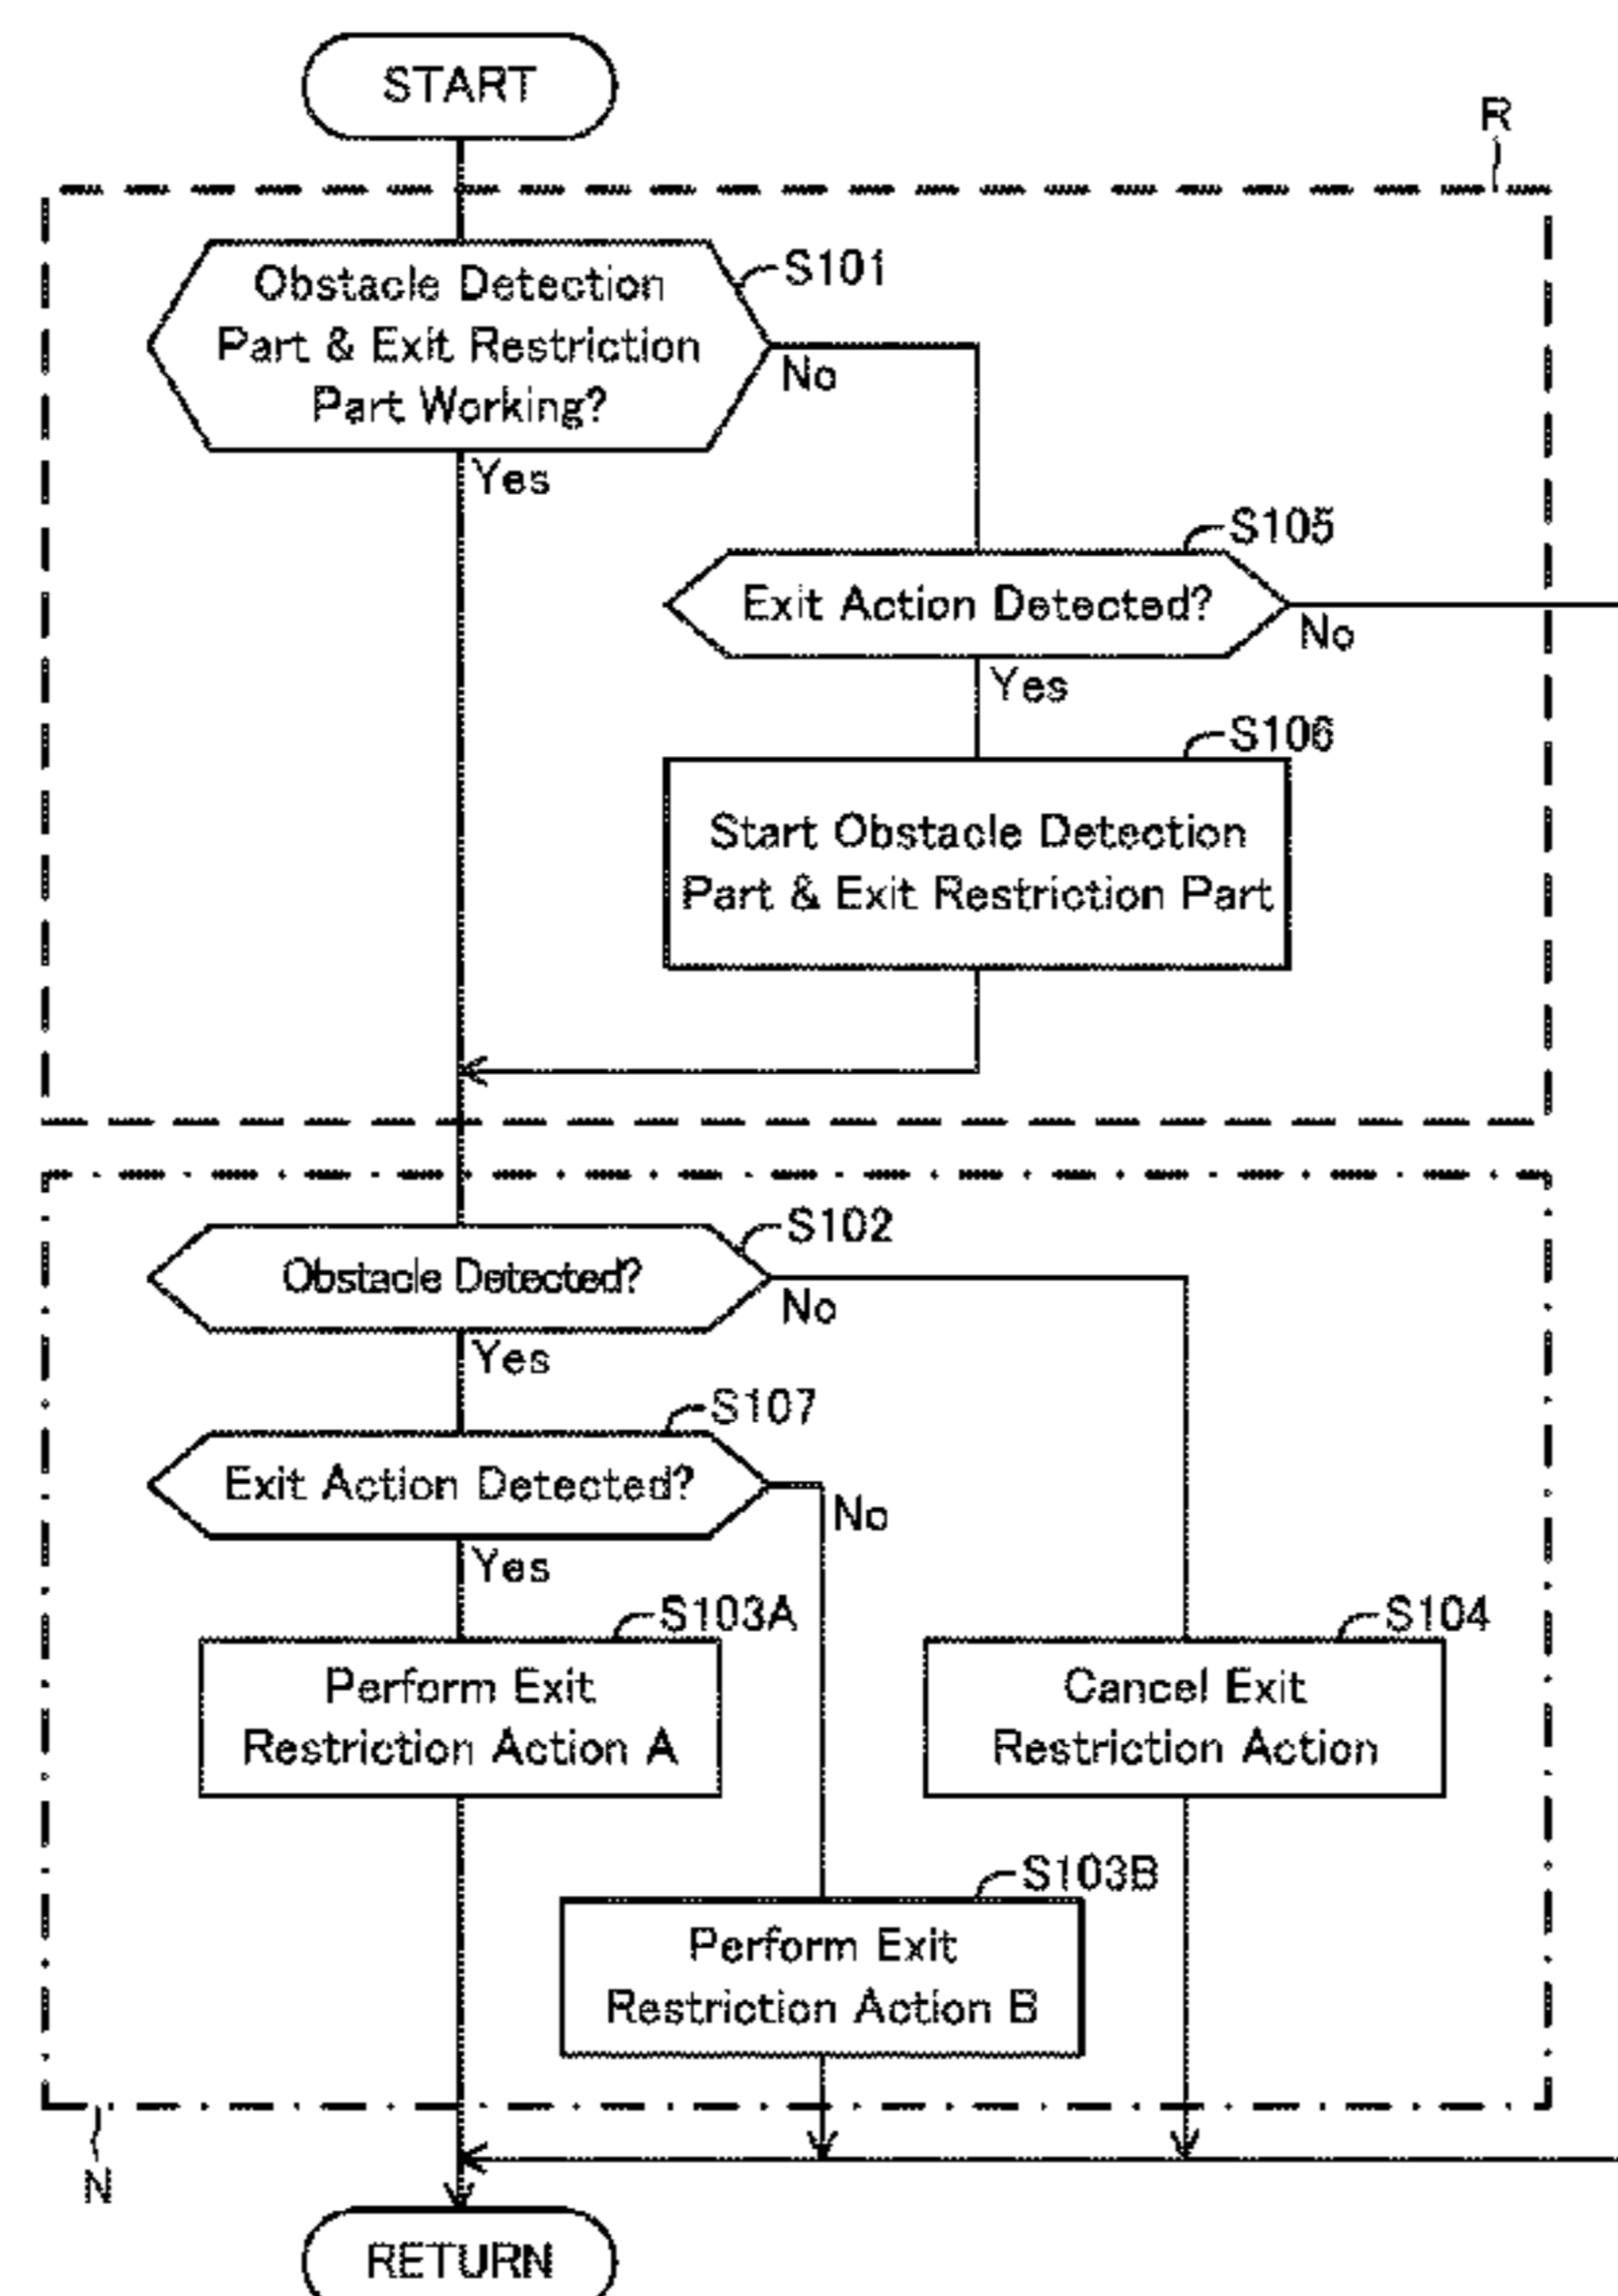 START
R
S101
Obstacle Detection
Part & Exit Restriction
Part Working?
No
Yes
S105
Exit Action Detected?
No
Yes
S106
Start Obstacle Detection
Part & Exit Restriction Part
S102
Obstacle Detected?
No
Yes
S107
Exit Action Detected?
No
Yes
S103A
Perform Exit
Restriction Action A
S104
Cancel Exit
Restriction Action
S103B
Perform Exit
Restriction Action B
N
RETURN